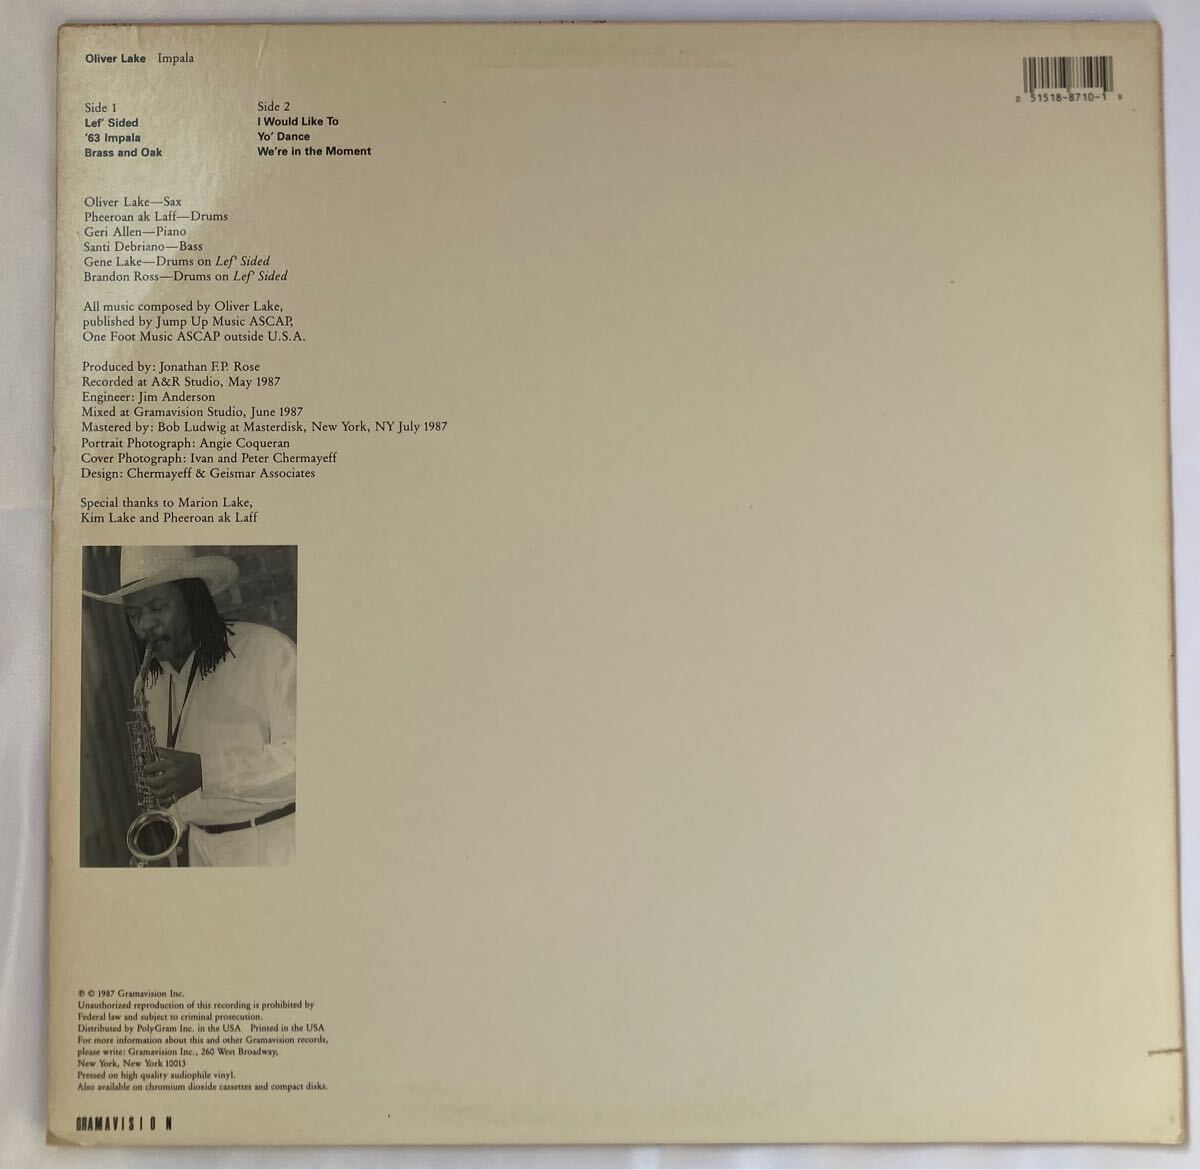 Oliver Lake Impala
0 51518-8710-1 9
Side 1
Lef' Sided
'63 Impala
Brass and Oak
Side 2
I Would Like To
Yo' Dance
We're in the Moment
Oliver Lake—Sax
Pheeroan ak Laff—Drums
Geri Allen—Piano
Santi Debriano—Bass
Gene Lake—Drums on Lef' Sided
Brandon Ross—Drums on Lef' Sided
All music composed by Oliver Lake,
published by Jump Up Music ASCAP,
One Foot Music ASCAP outside U.S.A.
Produced by: Jonathan F.P. Rose
Recorded at A&R Studio, May 1987
Engineer: Jim Anderson
Mixed at Gramavision Studio, June 1987
Mastered by: Bob Ludwig at Masterdisk, New York, NY July 1987
Portrait Photograph: Angie Coqueran
Cover Photograph: Ivan and Peter Chermayeff
Design: Chermayeff & Geismar Associates
Special thanks to Marion Lake,
Kim Lake and Pheeroan ak Laff
℗ © 1987 Gramavision Inc.
Unauthorized reproduction of this recording is prohibited by
Federal law and subject to criminal prosecution.
Distributed by PolyGram Inc. in the USA Printed in the USA
For more information about this and other Gramavision records,
please write: Gramavision Inc., 260 West Broadway,
New York, New York 10013
Pressed on high quality audiophile vinyl.
Also available on chromium dioxide cassettes and compact disks.
GRAMAVISION